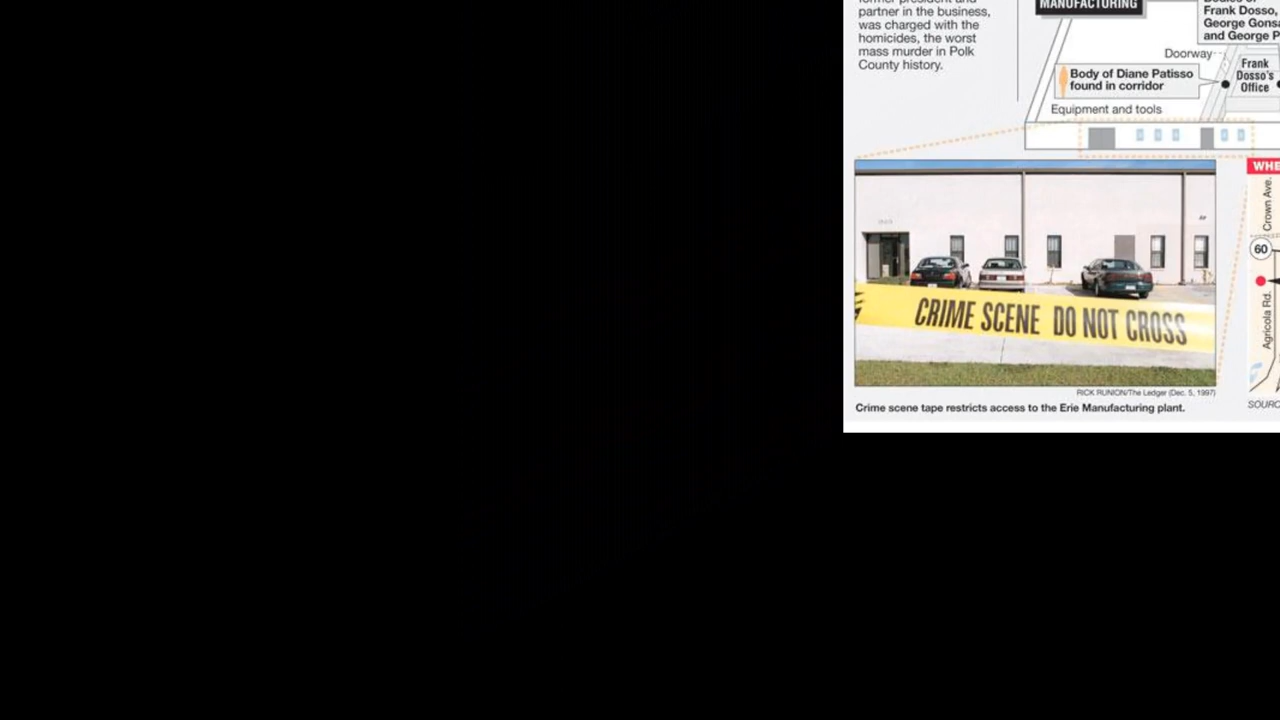 former president and
partner in the business,
was charged with the
homicides, the worst
mass murder in Polk
County history.
MANUFACTURING
Bodies of
Frank Dosso,
George Gonsa
and George P
Doorway
Frank
Dosso's
Office
Body of Diane Patisso
found in corridor
Equipment and tools
WHE
Crown Ave.
60
Agricola Rd.
CRIME SCENE DO NOT CROSS
RICK RUNION/The Ledger (Dec. 5, 1997)
Crime scene tape restricts access to the Erie Manufacturing plant.
SOURC